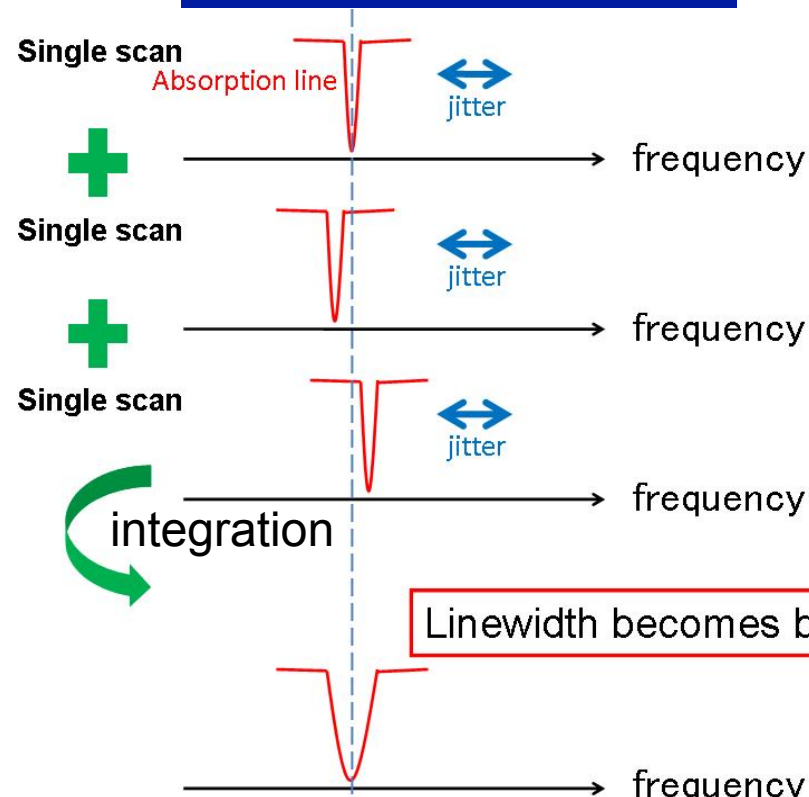 Single scan
Absorption line
jitter
frequency
Single scan
jitter
frequency
Single scan
jitter
frequency
integration
Linewidth becomes b
frequency